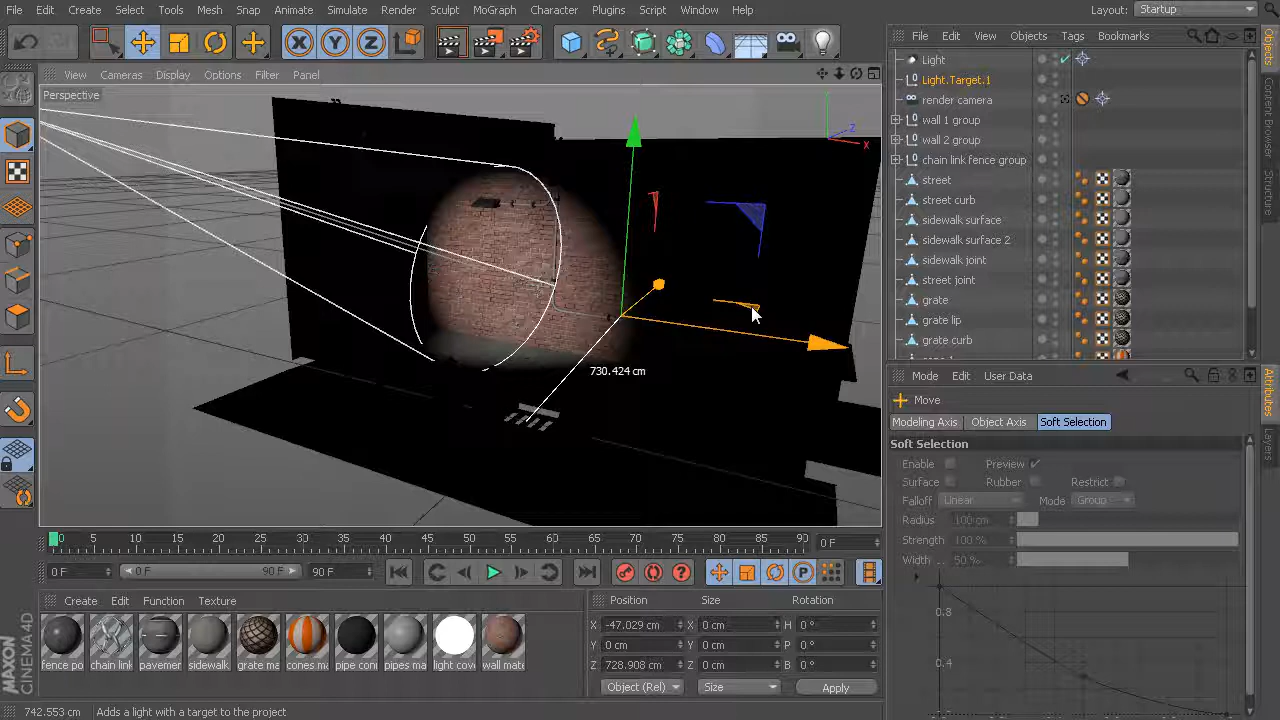 File Edit Create Select Tools Mesh Snap Animate Simulate Render Sculpt MoGraph Character Plugins Script Window Help
Layout: Startup
X Y Z
View Cameras Display Options Filter Panel
Perspective
Y
Z
X
730.424 cm
File Edit View Objects Tags Bookmarks
Light
Light.Target.1
render camera
wall 1 group
wall 2 group
chain link fence group
street
street curb
sidewalk surface
sidewalk surface 2
sidewalk joint
street joint
grate
grate lip
grate curb
Objects
Content Browser
Structure
Mode Edit User Data
Move
Modeling Axis Object Axis Soft Selection
Soft Selection
Enable Preview
Surface Rubber Restrict
Falloff Linear Mode Group
Radius 100 cm
Strength 100 %
Width 50 %
0.8
0.4
Attributes
Layers
0 5 10 15 20 25 30 35 40 45 50 55 60 65 70 75 80 85 90 0 F
0 F 0 F 90 F 90 F
P
Create Edit Function Texture
fence po chain link pavemer sidewalk grate ma cones ma pipe conn pipes ma light cove wall mate
Position Size Rotation
X -47.029 cm X 0 cm H 0 °
Y 0 cm Y 0 cm P 0 °
Z 728.908 cm Z 0 cm B 0 °
Object (Rel) Size Apply
MAXON
CINEMA 4D
742.553 cm Adds a light with a target to the project